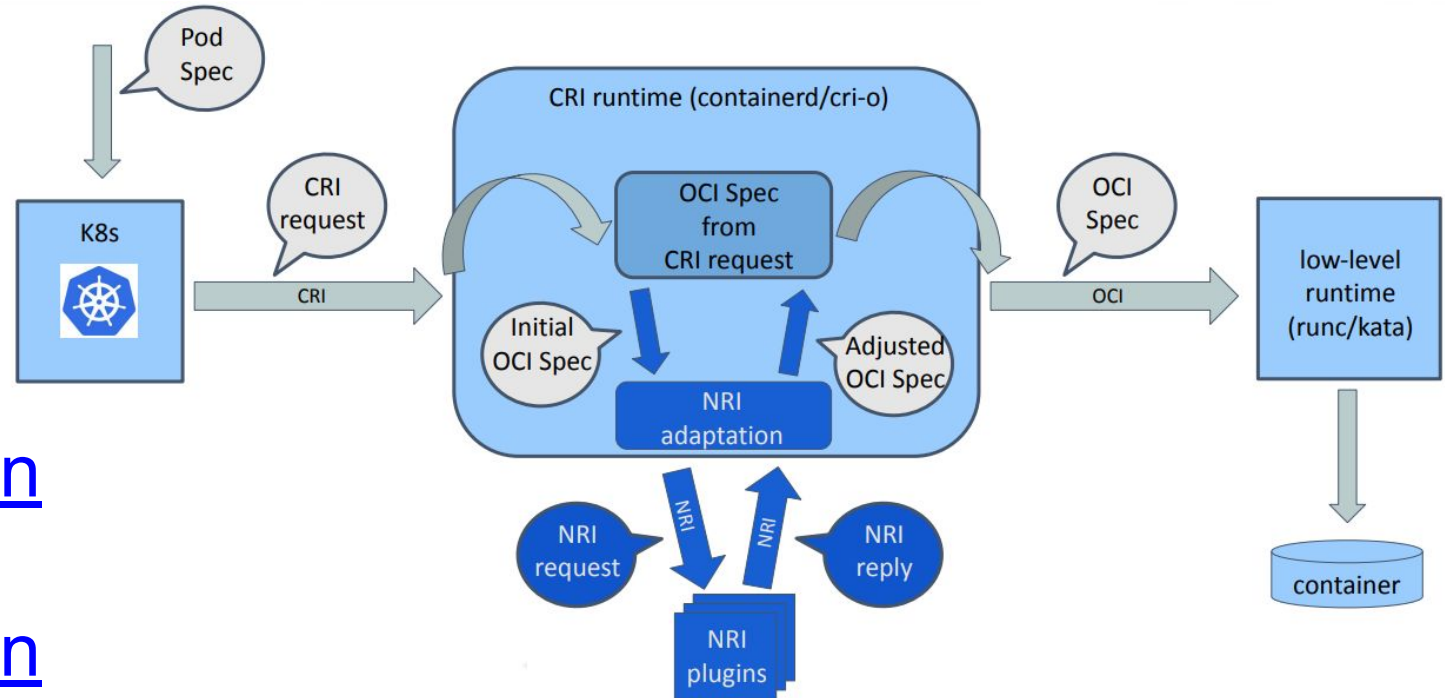 Pod
Spec
CRI runtime (containerd/cri-o)
K8s
CRI
request
CRI
OCI Spec
from
CRI request
OCI
Spec
OCI
low-level
runtime
(runc/kata)
Initial
OCI Spec
Adjusted
OCI Spec
NRI
adaptation
n
NRI
request
NRI
NRI
NRI
reply
container
n
NRI
plugins